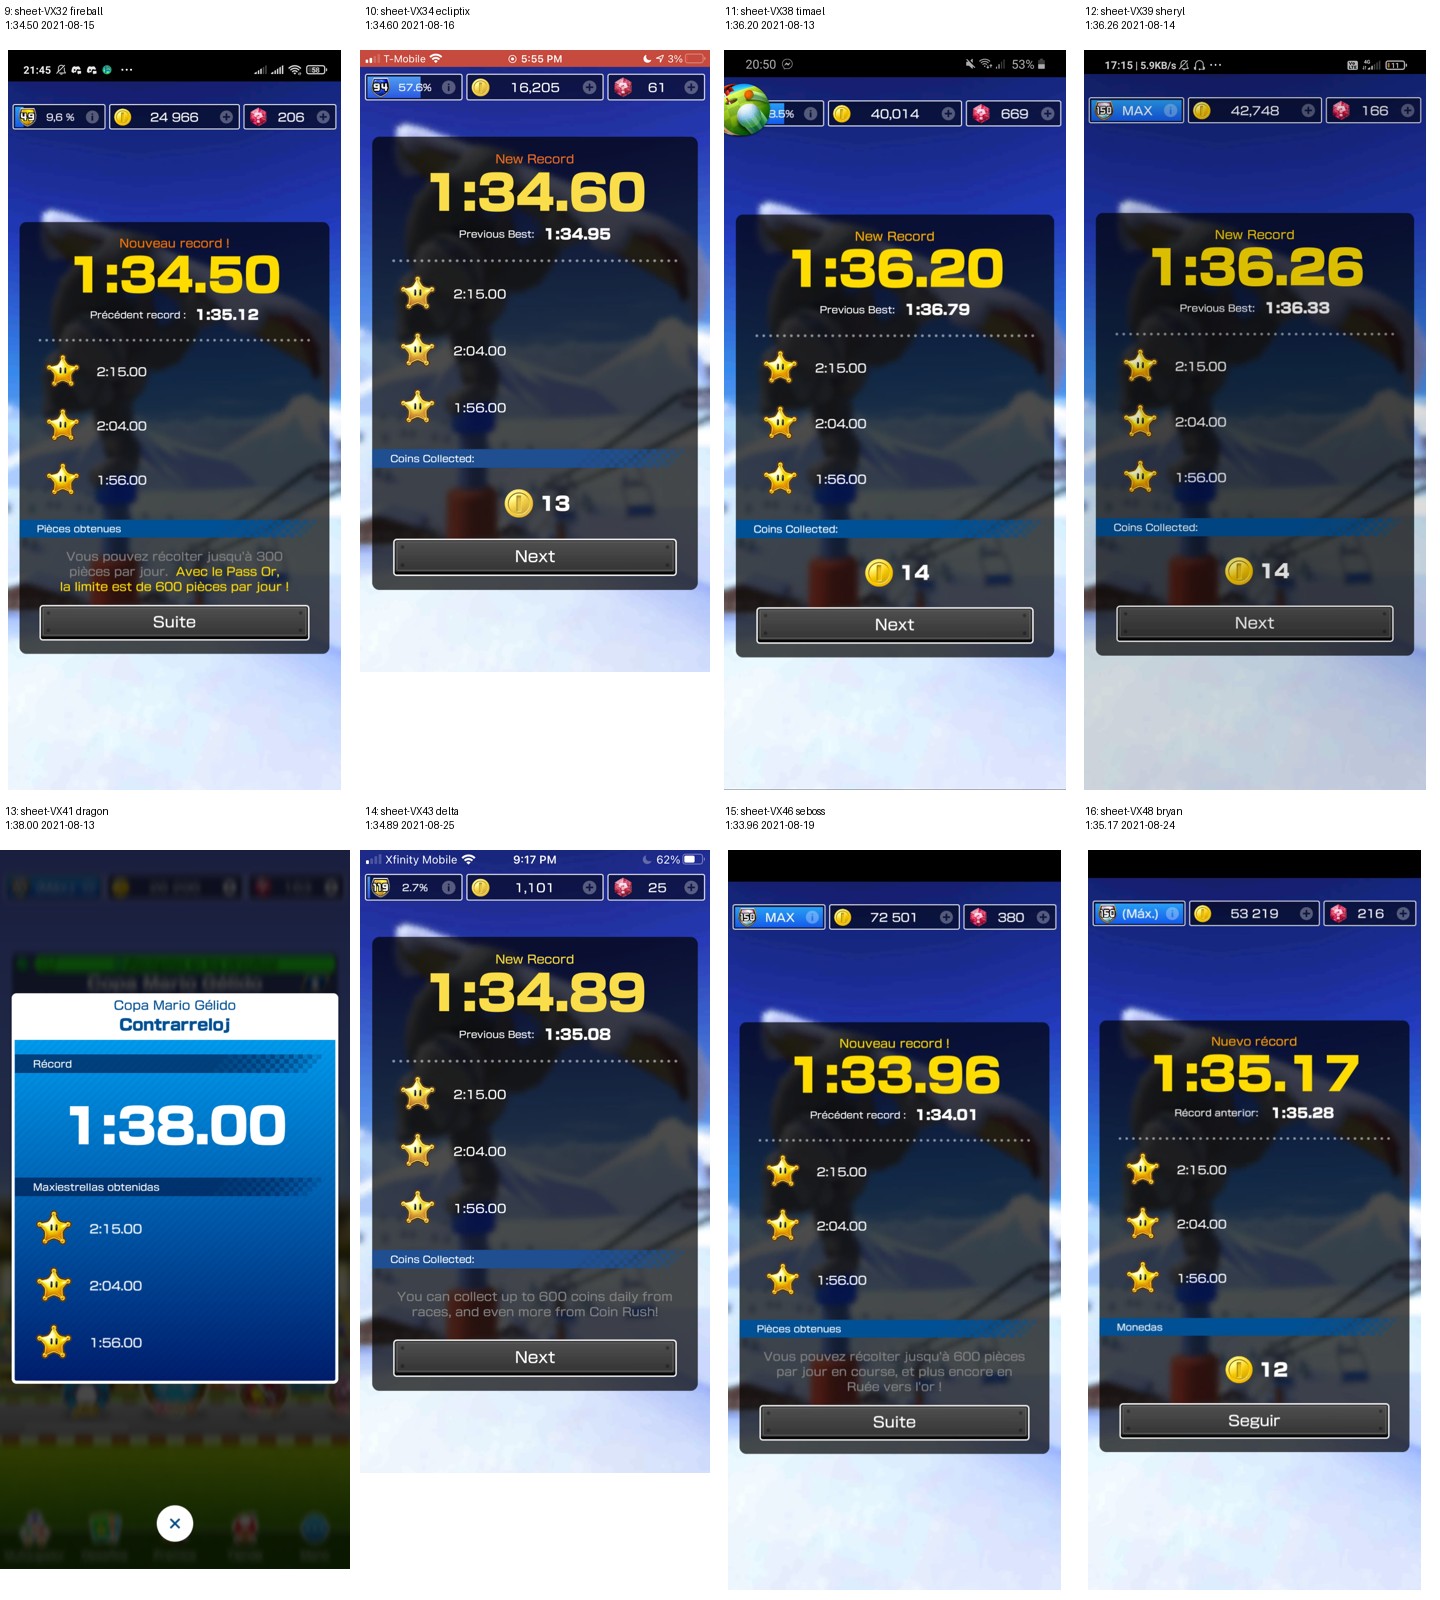 9: sheet-VX32 fireball
1:34.50 2021-08-15
21:45
58
49
9,6 %
24 966
206
Nouveau record !
1:34.50
Précédent record : 1:35.12
2:15.00
2:04.00
1:56.00
Pièces obtenues
Vous pouvez récolter jusqu'à 300
pièces par jour. Avec le Pass Or,
la limite est de 600 pièces par jour !
Suite
10: sheet-VX34 ecliptix
1:34.60 2021-08-16
T-Mobile
5:55 PM
3%
94
57.6%
16,205
61
New Record
1:34.60
Previous Best: 1:34.95
2:15.00
2:04.00
1:56.00
Coins Collected:
13
Next
11: sheet-VX38 timael
1:36.20 2021-08-13
20:50
53%
3.5%
40,014
669
New Record
1:36.20
Previous Best: 1:36.79
2:15.00
2:04.00
1:56.00
Coins Collected:
14
Next
12: sheet-VX39 sheryl
1:36.26 2021-08-14
17:15 | 5.9KB/s
150
MAX
42,748
166
New Record
1:36.26
Previous Best: 1:36.33
2:15.00
2:04.00
1:56.00
Coins Collected:
14
Next
13: sheet-VX41 dragon
1:38.00 2021-08-13
Copa Mario Gélido
Copa Mario Gélido
Contrarreloj
Récord
1:38.00
Maxiestrellas obtenidas
2:15.00
2:04.00
1:56.00
14: sheet-VX43 delta
1:34.89 2021-08-25
Xfinity Mobile
9:17 PM
62%
119
2.7%
1,101
25
New Record
1:34.89
Previous Best: 1:35.08
2:15.00
2:04.00
1:56.00
Coins Collected:
You can collect up to 600 coins daily from
races, and even more from Coin Rush!
Next
15: sheet-VX46 seboss
1:33.96 2021-08-19
150
MAX
72 501
380
Nouveau record !
1:33.96
Précédent record : 1:34.01
2:15.00
2:04.00
1:56.00
Pièces obtenues
Vous pouvez récolter jusqu'à 600 pièces
par jour en course, et plus encore en
Ruée vers l'or !
Suite
16: sheet-VX48 bryan
1:35.17 2021-08-24
150
(Máx.)
53 219
216
Nuevo récord
1:35.17
Récord anterior: 1:35.28
2:15.00
2:04.00
1:56.00
Monedas
12
Seguir